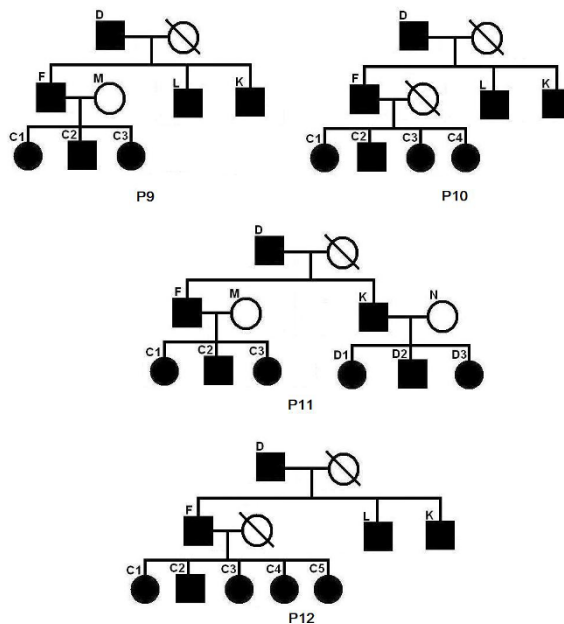 D D
F M L K F L K
C1 C2 C3 C1 C2 C3 C4
P9 P10
D
F M K N
C1 C2 C3 D1 D2 D3
P11
D
F L K
C1 C2 C3 C4 C5
P12